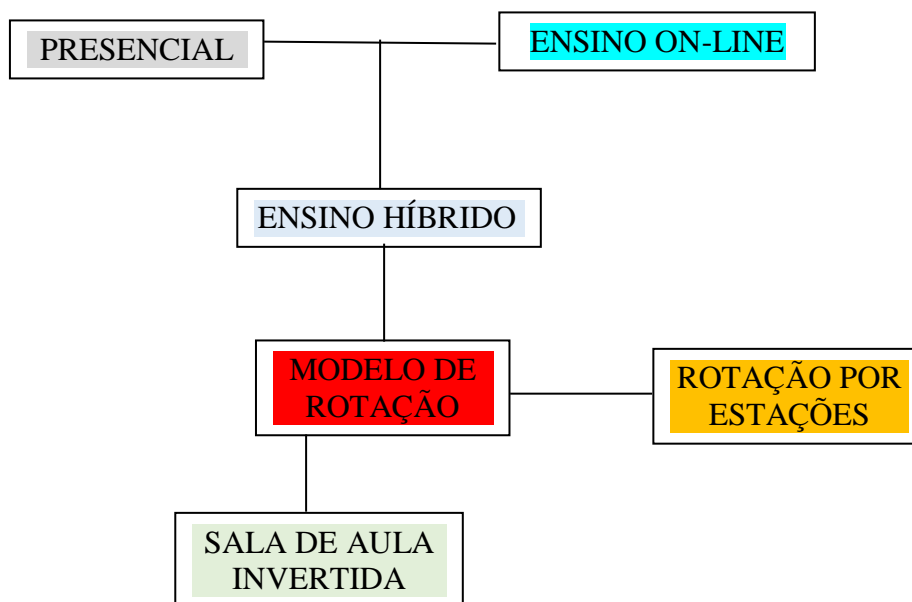 PRESENCIAL
ENSINO ON-LINE
ENSINO HÍBRIDO
MODELO DE
ROTAÇÃO
ROTAÇÃO POR
ESTAÇÕES
SALA DE AULA
INVERTIDA